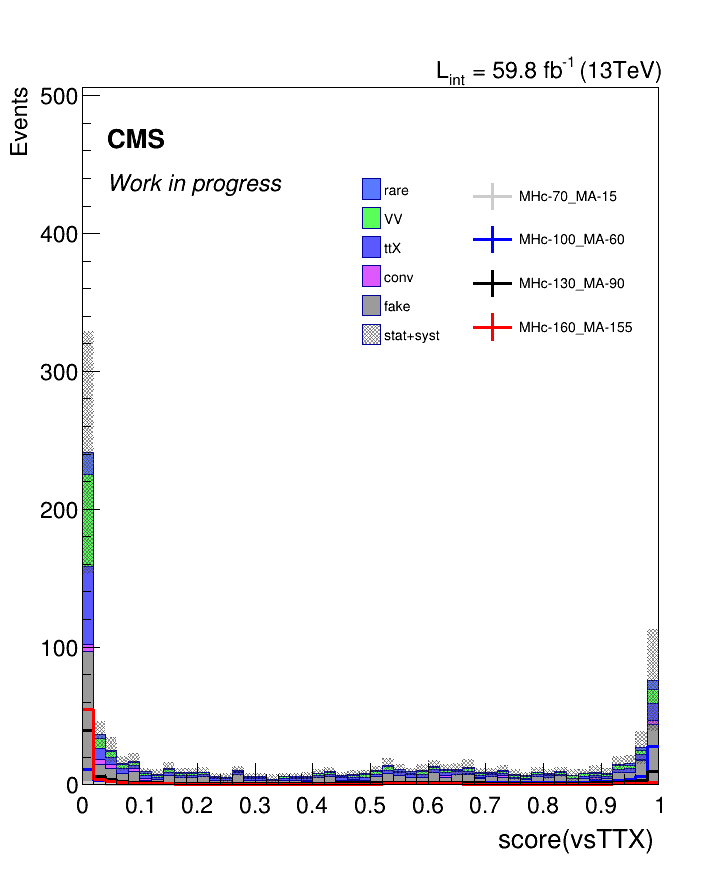 L_int = 59.8 fb^-1 (13TeV)
Events
500
400
300
200
100
0
CMS
Work in progress
rare
VV
ttX
conv
fake
stat+syst
MHc-70_MA-15
MHc-100_MA-60
MHc-130_MA-90
MHc-160_MA-155
0 0.1 0.2 0.3 0.4 0.5 0.6 0.7 0.8 0.9 1
score(vsTTX)